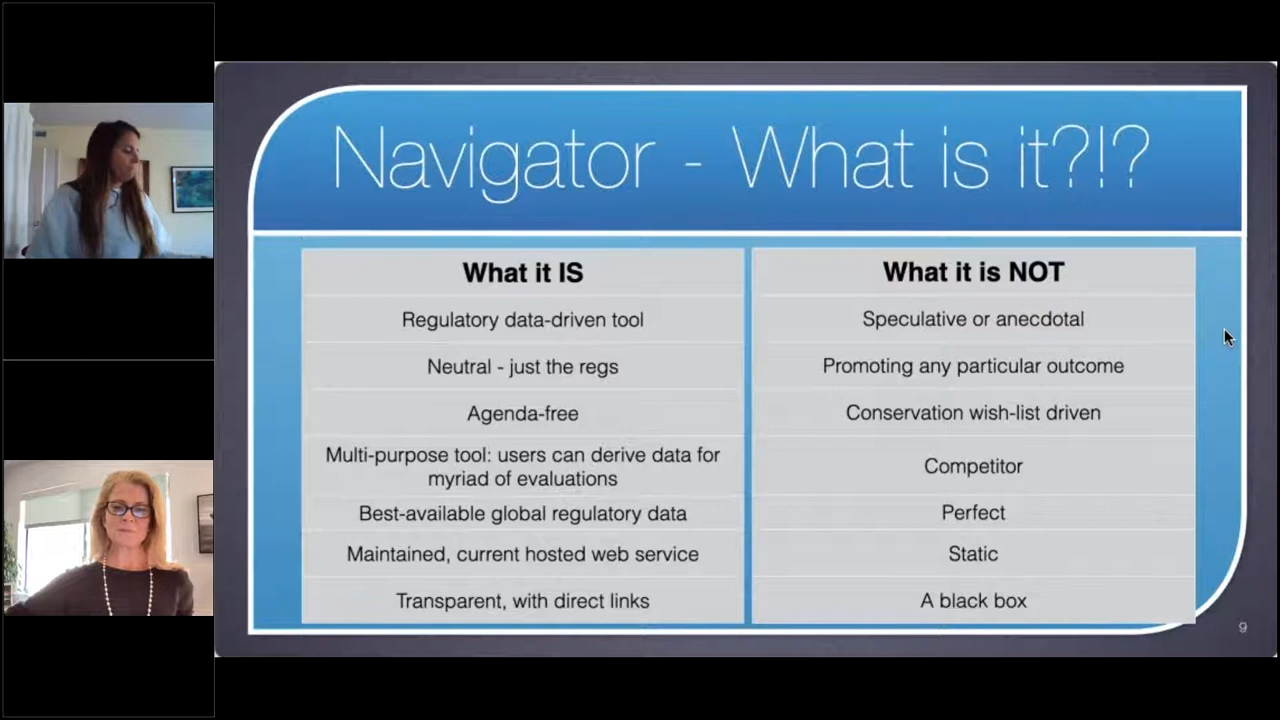 Navigator - What is it?!?
What it IS
What it is NOT
Regulatory data-driven tool
Speculative or anecdotal
Neutral - just the regs
Promoting any particular outcome
Agenda-free
Conservation wish-list driven
Multi-purpose tool: users can derive data for
myriad of evaluations
Competitor
Best-available global regulatory data
Perfect
Maintained, current hosted web service
Static
Transparent, with direct links
A black box
9